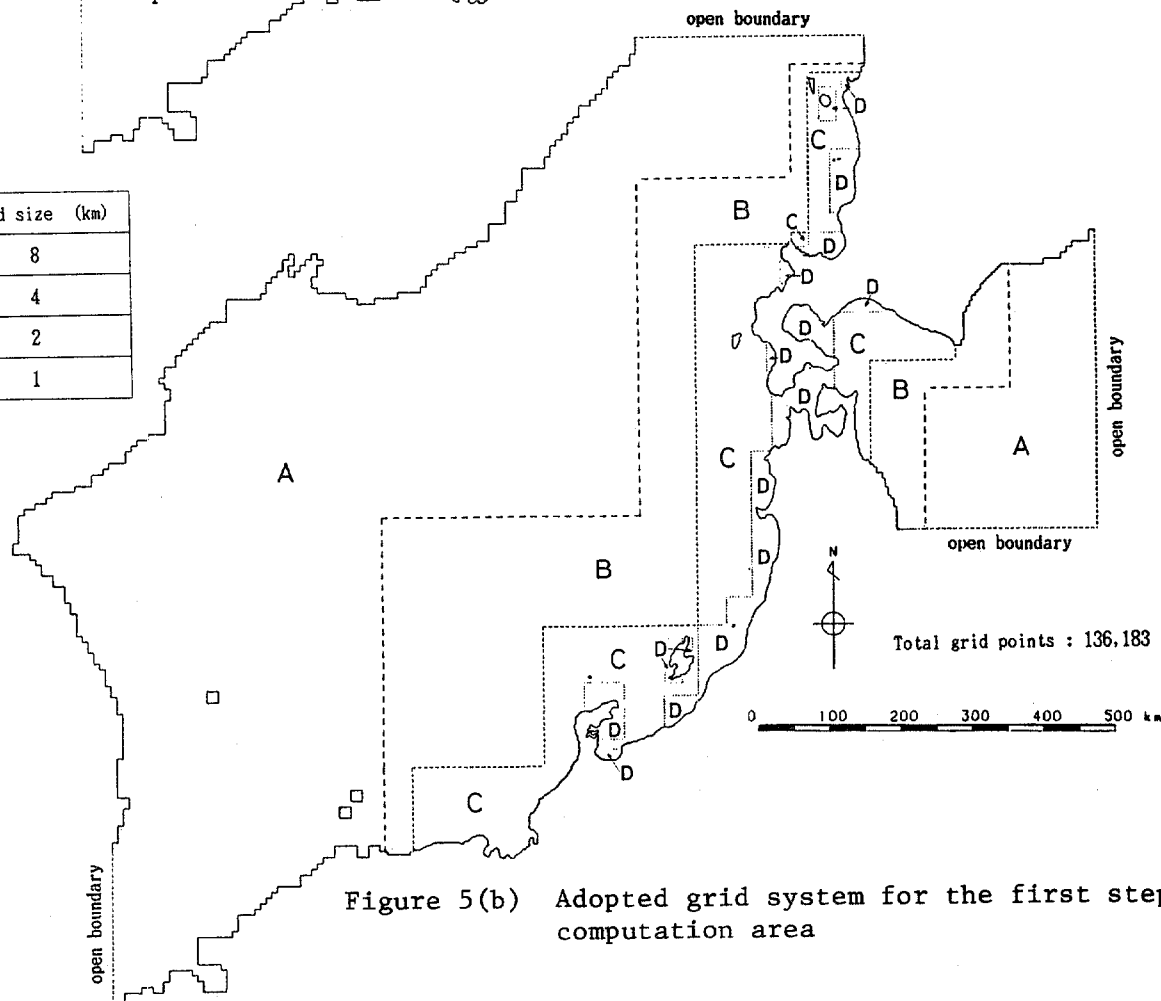 open boundary
D
C
D
d size (km)
8
4
2
1
B
C
D
D
D
D
C
D
B
D
A
open boundary
A
C
D
open boundary
D
N
B
Total grid points : 136,183
C
D
D
D
0 100 200 300 400 500 km
D
D
C
open boundary
Figure 5(b) Adopted grid system for the first step
computation area